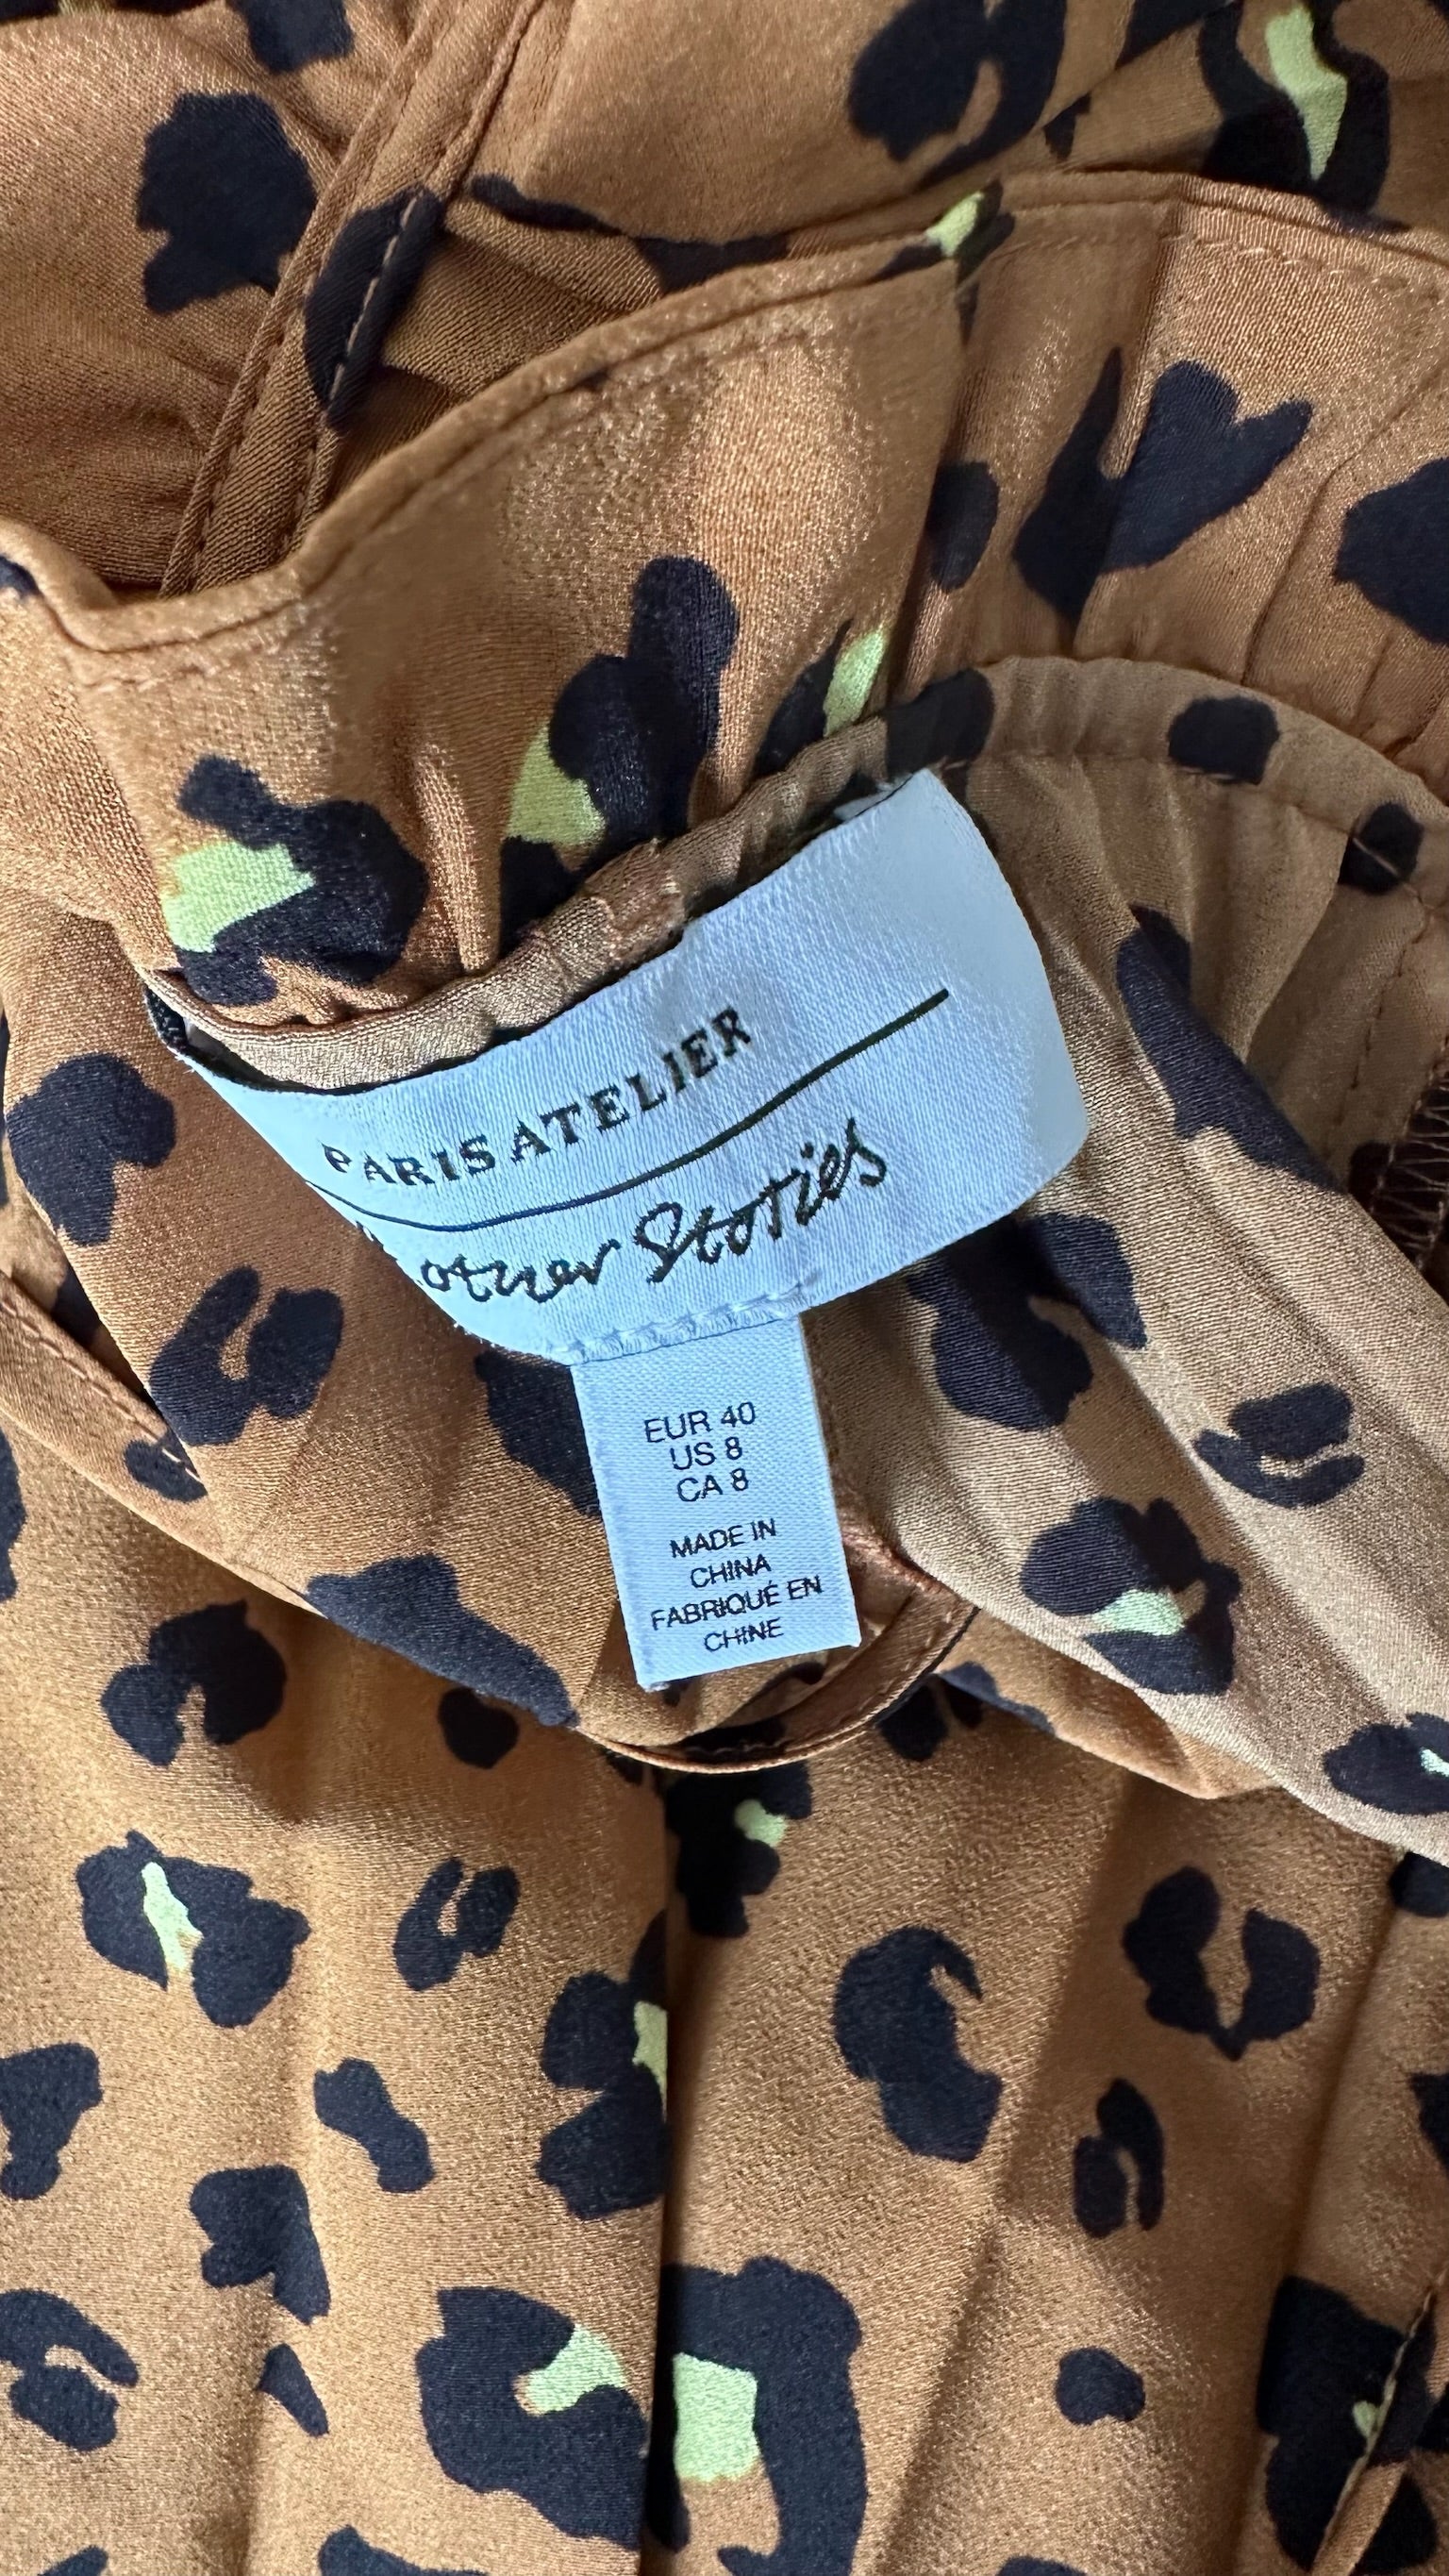 PARIS ATELIER
other Stories
EUR 40
US 8
CA 8
MADE IN
CHINA
FABRIQUÉ EN
CHINE